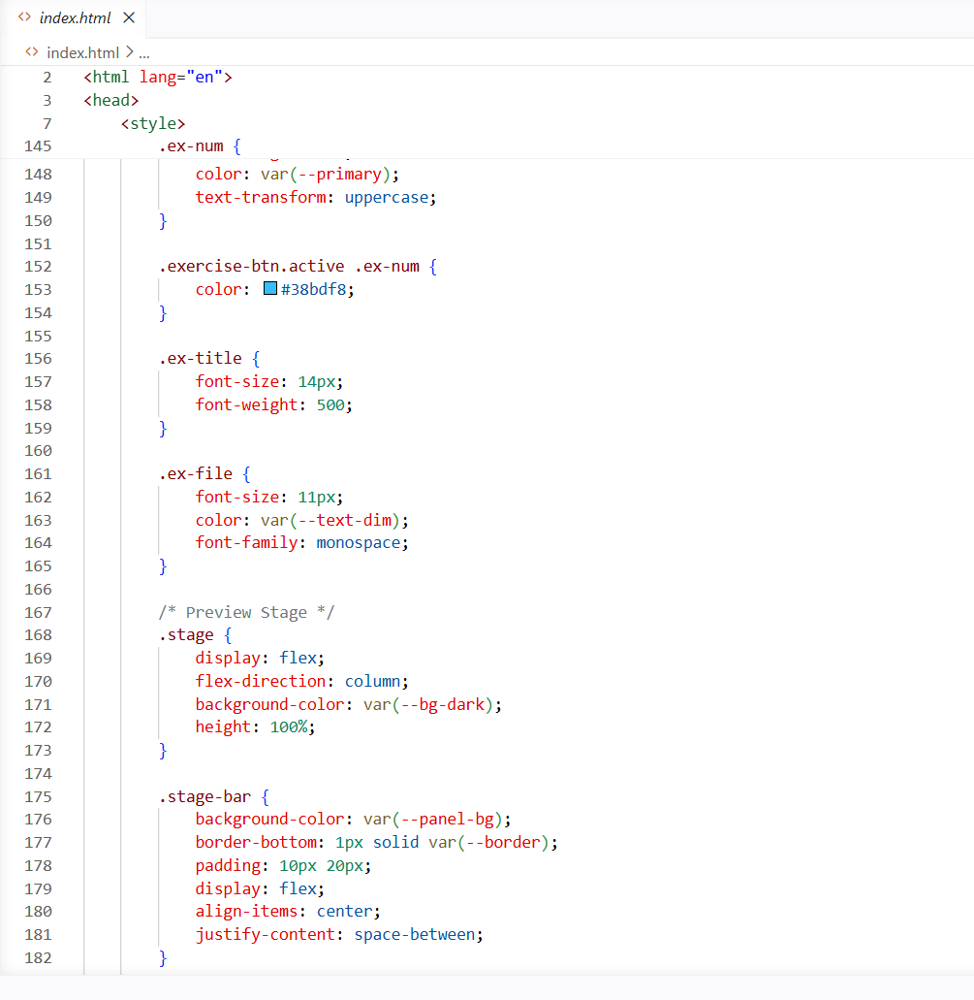 index.html
index.html > ...
2 <html lang="en">
3 <head>
7 <style>
145 .ex-num {
148 color: var(--primary);
149 text-transform: uppercase;
150 }
151
152 .exercise-btn.active .ex-num {
153 color: #38bdf8;
154 }
155
156 .ex-title {
157 font-size: 14px;
158 font-weight: 500;
159 }
160
161 .ex-file {
162 font-size: 11px;
163 color: var(--text-dim);
164 font-family: monospace;
165 }
166
167 /* Preview Stage */
168 .stage {
169 display: flex;
170 flex-direction: column;
171 background-color: var(--bg-dark);
172 height: 100%;
173 }
174
175 .stage-bar {
176 background-color: var(--panel-bg);
177 border-bottom: 1px solid var(--border);
178 padding: 10px 20px;
179 display: flex;
180 align-items: center;
181 justify-content: space-between;
182 }